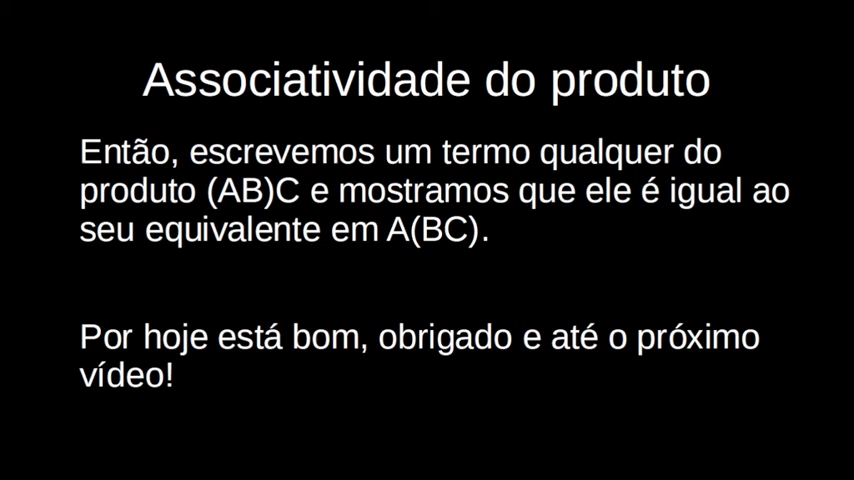 Associatividade do produto
Então, escrevemos um termo qualquer do
produto (AB)C e mostramos que ele é igual ao
seu equivalente em A(BC).
Por hoje está bom, obrigado e até o próximo
vídeo!